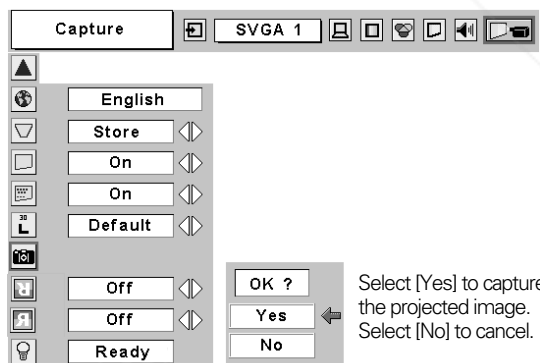 Capture
SVGA 1
English
Store
On
On
30
L
Default
Off
Off
Ready
OK ?
Yes
No
Select [Yes] to capture
the projected image.
Select [No] to cancel.